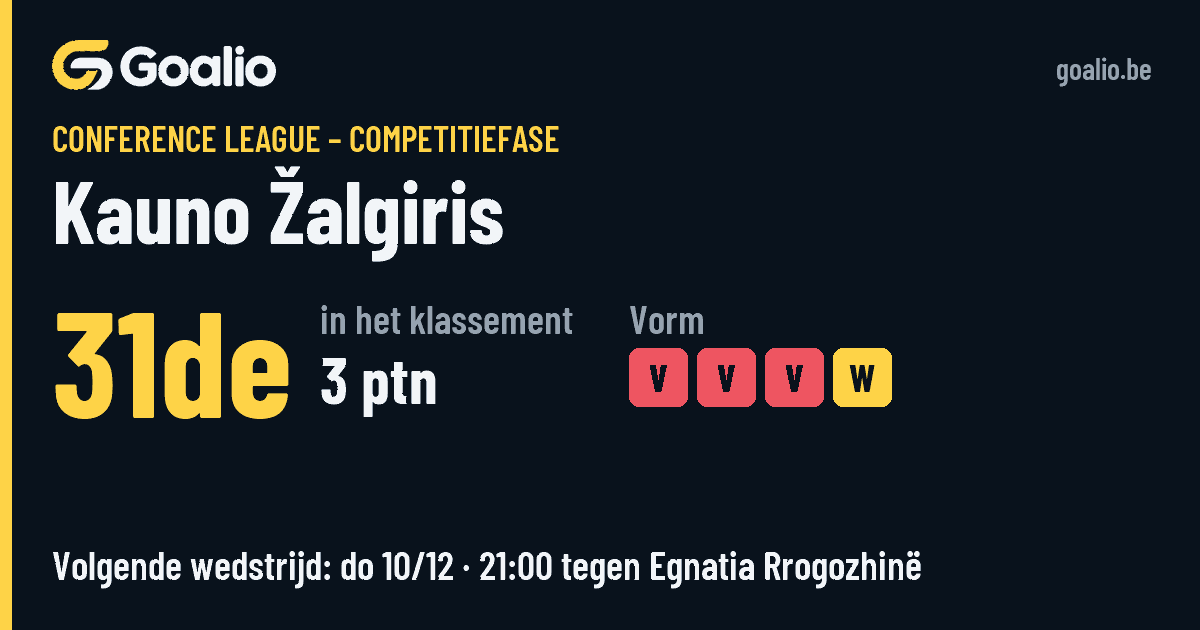 Goalio
goalio.be
CONFERENCE LEAGUE – COMPETITIEFASE
Kauno Žalgiris
31de
in het klassement
3 ptn
Vorm
V V V W
Volgende wedstrijd: do 10/12 · 21:00 tegen Egnatia Rrogozhinë